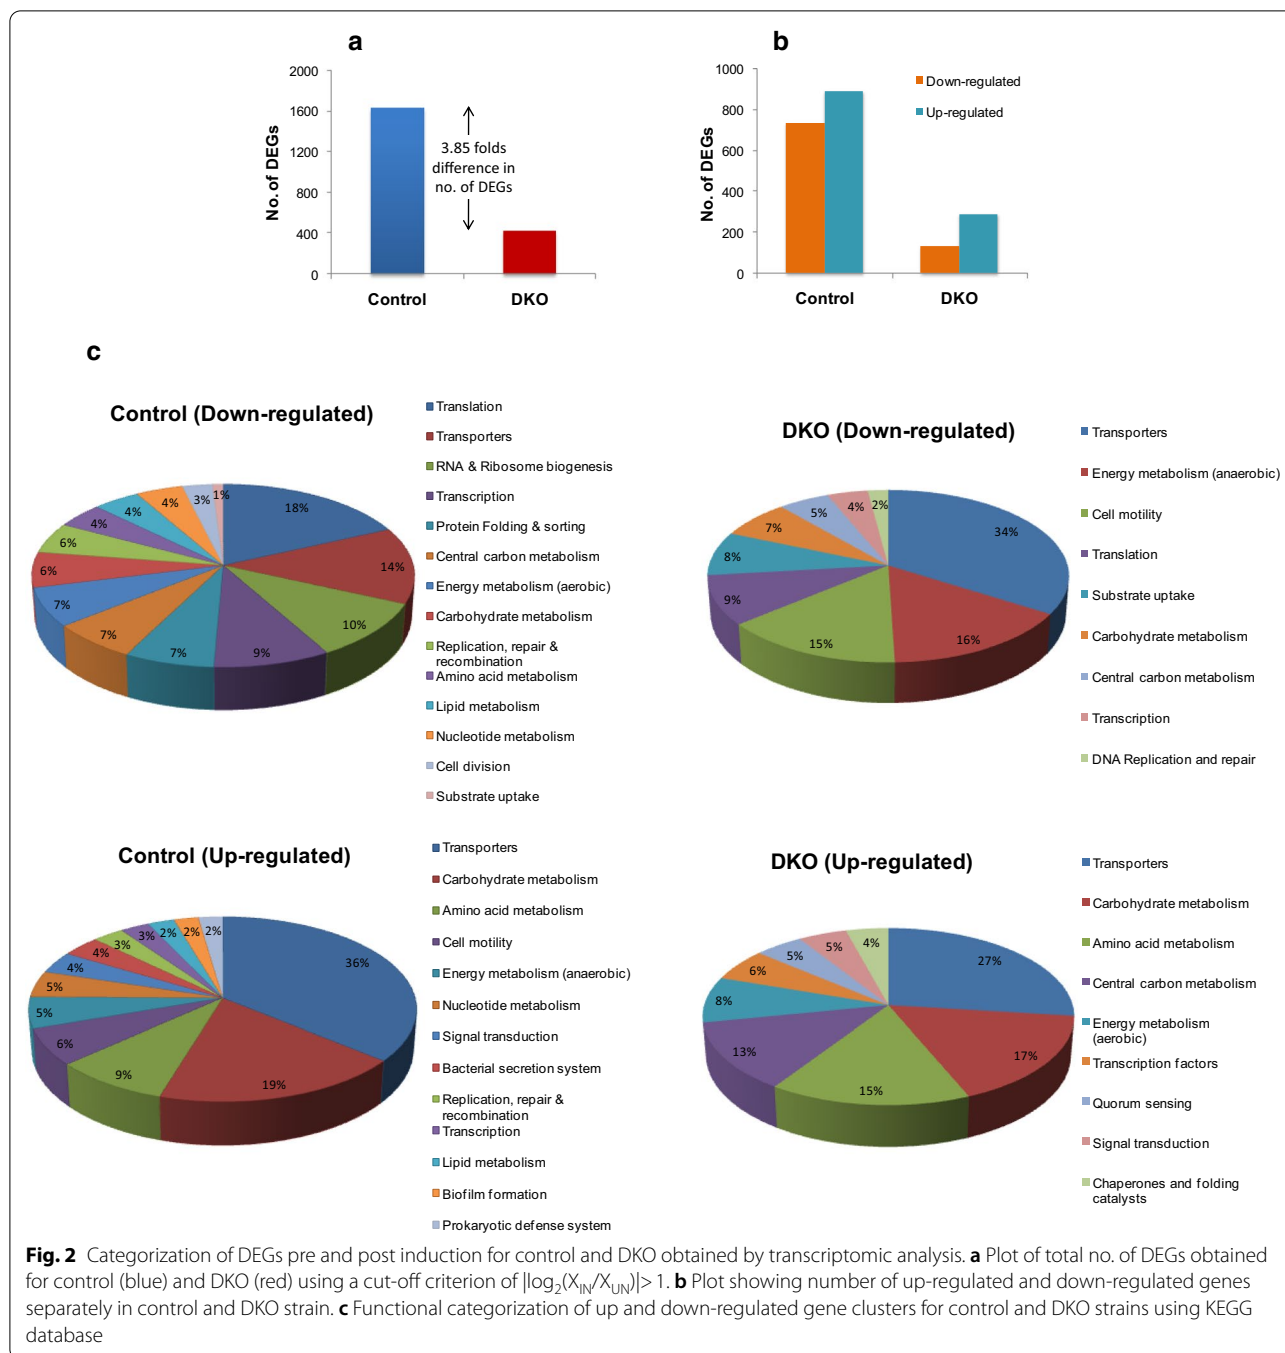 a
2000
1600
1200
800
400
0
No. of DEGs
3.85 folds
difference in
no. of DEGs
Control
DKO
b
1000
800
600
400
200
0
No. of DEGs
Down-regulated
Up-regulated
Control
DKO
c
Control (Down-regulated)
18%
14%
10%
9%
7%
7%
7%
6%
6%
4%
4%
4%
3%
1%
Translation
Transporters
RNA & Ribosome biogenesis
Transcription
Protein Folding & sorting
Central carbon metabolism
Energy metabolism (aerobic)
Carbohydrate metabolism
Replication, repair &
recombination
Amino acid metabolism
Lipid metabolism
Nucleotide metabolism
Cell division
Substrate uptake
DKO (Down-regulated)
34%
16%
15%
9%
8%
7%
5%
4%
2%
Transporters
Energy metabolism (anaerobic)
Cell motility
Translation
Substrate uptake
Carbohydrate metabolism
Central carbon metabolism
Transcription
DNA Replication and repair
Control (Up-regulated)
36%
19%
9%
6%
5%
5%
4%
4%
3%
3%
2%
2%
2%
Transporters
Carbohydrate metabolism
Amino acid metabolism
Cell motility
Energy metabolism (anaerobic)
Nucleotide metabolism
Signal transduction
Bacterial secretion system
Replication, repair &
recombination
Transcription
Lipid metabolism
Biofilm formation
Prokaryotic defense system
DKO (Up-regulated)
27%
17%
15%
13%
8%
6%
5%
5%
4%
Transporters
Carbohydrate metabolism
Amino acid metabolism
Central carbon metabolism
Energy metabolism
(aerobic)
Transcription factors
Quorum sensing
Signal transduction
Chaperones and folding
catalysts
Fig. 2 Categorization of DEGs pre and post induction for control and DKO obtained by transcriptomic analysis. a Plot of total no. of DEGs obtained
for control (blue) and DKO (red) using a cut-off criterion of |log2(XIN/XUN)|> 1. b Plot showing number of up-regulated and down-regulated genes
separately in control and DKO strain. c Functional categorization of up and down-regulated gene clusters for control and DKO strains using KEGG
database